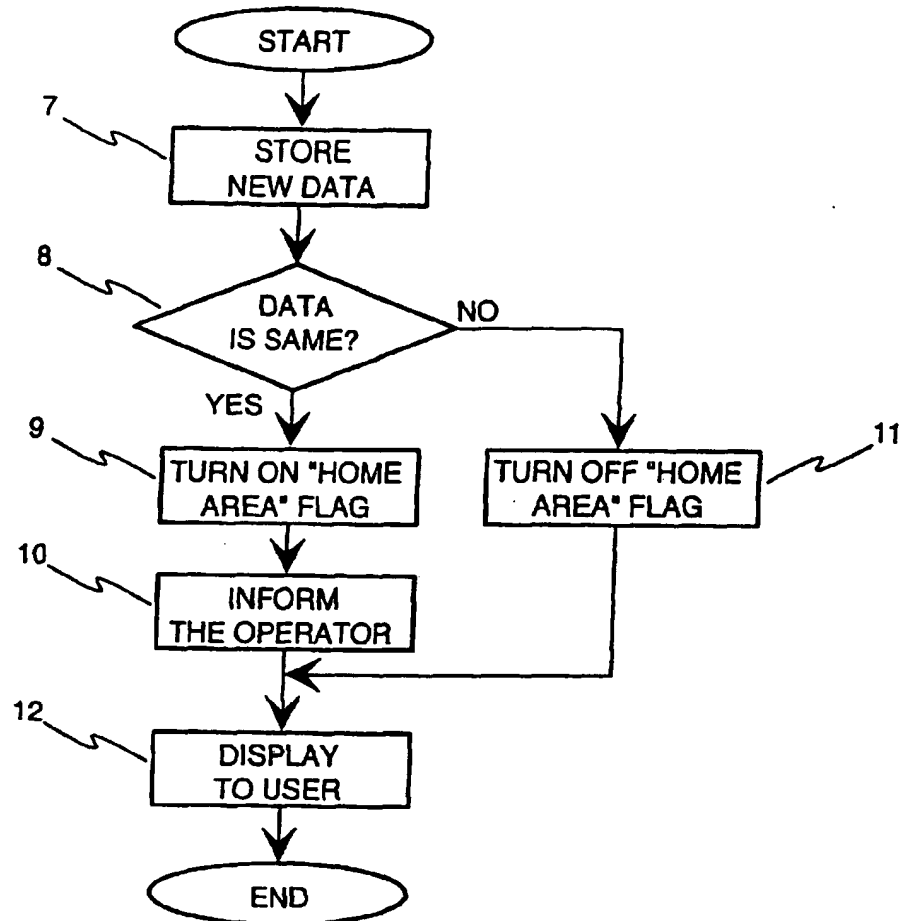 START
7
STORE
NEW DATA
8
DATA
IS SAME?
NO
YES
9
TURN ON "HOME
AREA" FLAG
11
TURN OFF "HOME
AREA" FLAG
10
INFORM
THE OPERATOR
12
DISPLAY
TO USER
END